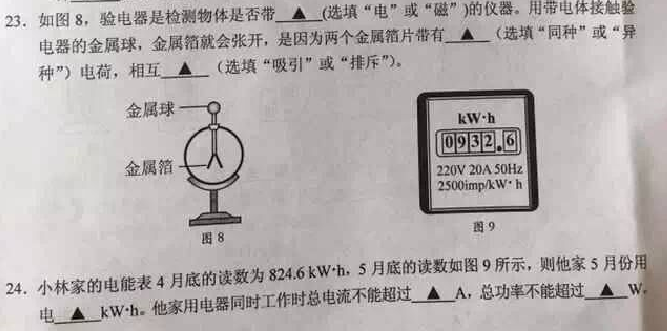 23. 如图 8，验电器是检测物体是否带▲(选填“电”或“磁”)的仪器。用带电体接触验
电器的金属球，金属箔就会张开，是因为两个金属箔片带有▲（选填“同种”或“异
种”）电荷，相互▲（选填“吸引”或“排斥”）。
金属球
金属箔
图 8
kW·h
0932.6
220V 20A 50Hz
2500imp/kW·h
图 9
24. 小林家的电能表 4 月底的读数为 824.6 kW·h，5 月底的读数如图 9 所示，则他家 5 月份用
电▲kW·h。他家用电器同时工作时总电流不能超过▲A，总功率不能超过▲W。